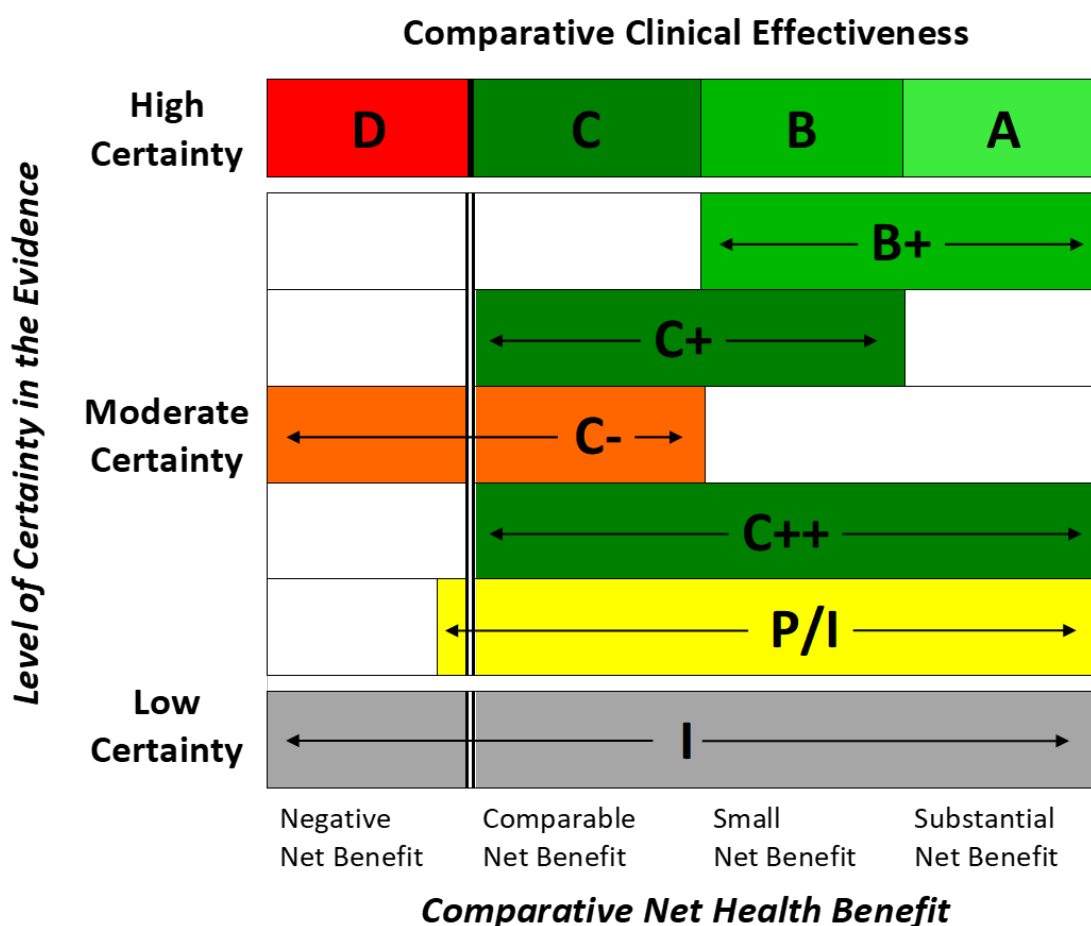 Comparative Clinical Effectiveness
High
Certainty
D
C
B
A
B+
C+
Moderate
Certainty
C-
C++
P/I
Low
Certainty
I
Level of Certainty in the Evidence
Negative
Net Benefit
Comparable
Net Benefit
Small
Net Benefit
Substantial
Net Benefit
Comparative Net Health Benefit